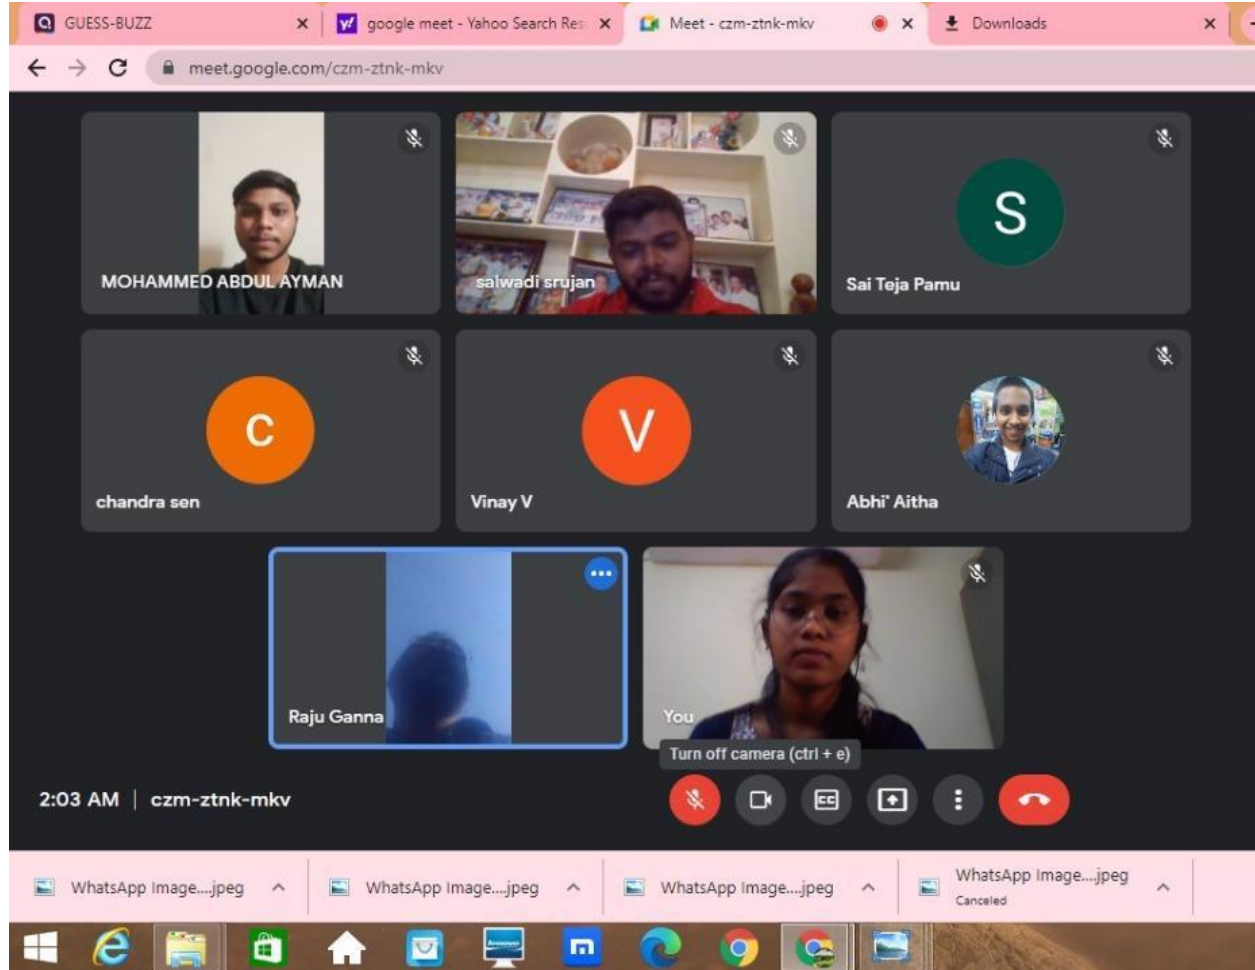 GUESS-BUZZ
google meet - Yahoo Search Res
Meet - czm-ztnk-mkv
Downloads
meet.google.com/czm-ztnk-mkv
MOHAMMED ABDUL AYMAN
salwadi srujan
S
Sai Teja Pamu
c
chandra sen
V
Vinay V
Abhi' Aitha
Raju Ganna
You
Turn off camera (ctrl + e)
2:03 AM | czm-ztnk-mkv
WhatsApp Image....jpeg
WhatsApp Image....jpeg
WhatsApp Image....jpeg
WhatsApp Image....jpeg
Canceled